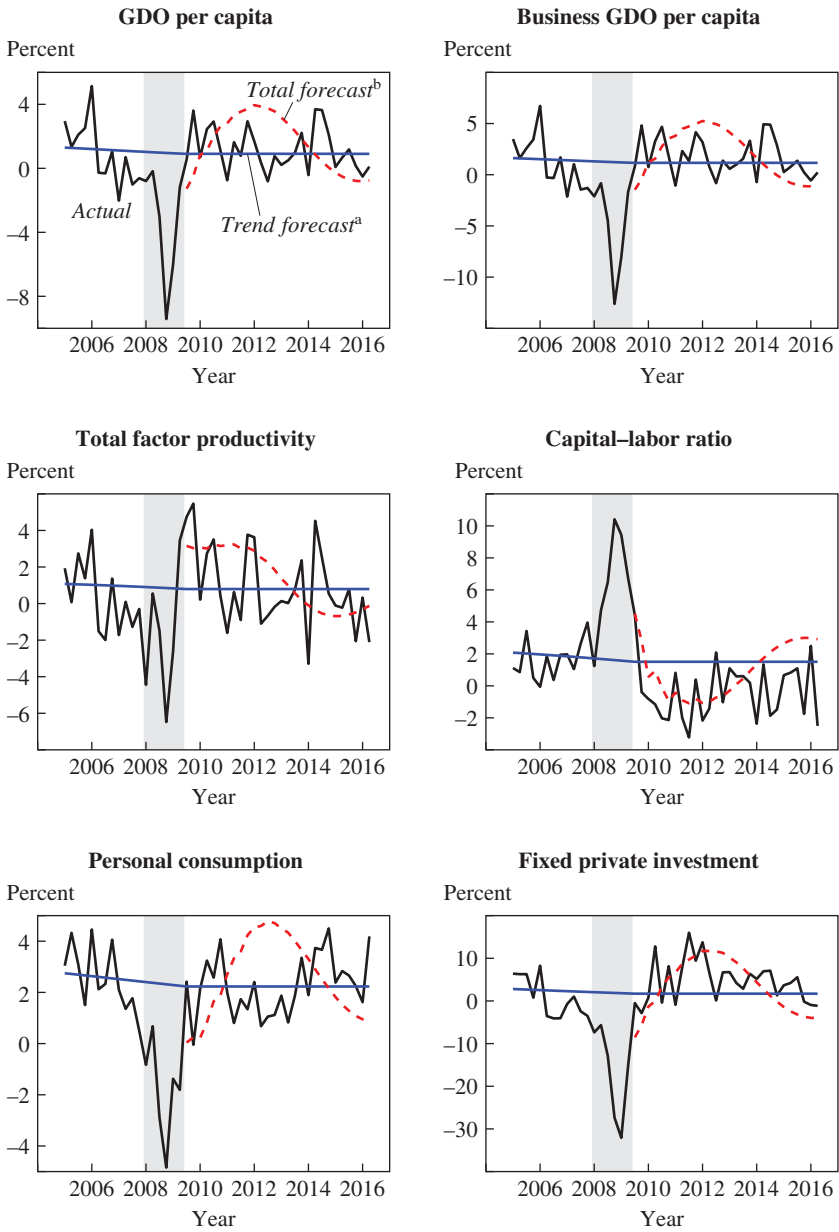 GDO per capita
Percent
4
0
−4
−8
Total forecastᵇ
Actual
Trend forecastᵃ
2006 2008 2010 2012 2014 2016
Year
Business GDO per capita
Percent
5
0
−5
−10
2006 2008 2010 2012 2014 2016
Year
Total factor productivity
Percent
4
2
0
−2
−4
−6
2006 2008 2010 2012 2014 2016
Year
Capital–labor ratio
Percent
10
8
6
4
2
0
−2
2006 2008 2010 2012 2014 2016
Year
Personal consumption
Percent
4
2
0
−2
−4
2006 2008 2010 2012 2014 2016
Year
Fixed private investment
Percent
10
0
−10
−20
−30
2006 2008 2010 2012 2014 2016
Year